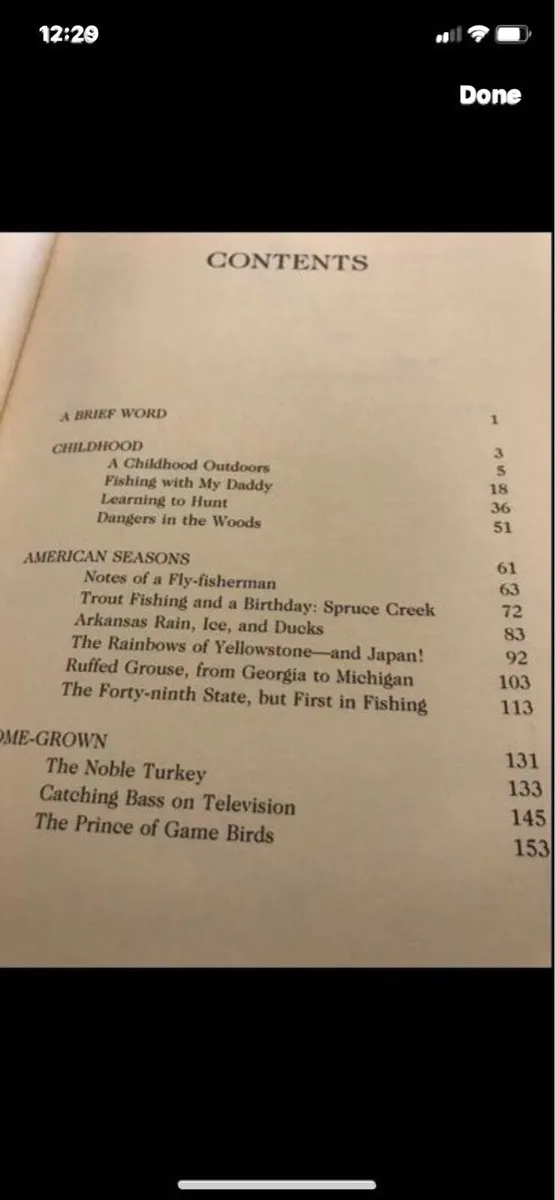 12:29
Done
CONTENTS
A BRIEF WORD 1
CHILDHOOD 3
A Childhood Outdoors 5
Fishing with My Daddy 18
Learning to Hunt 36
Dangers in the Woods 51
AMERICAN SEASONS 61
Notes of a Fly-fisherman 63
Trout Fishing and a Birthday: Spruce Creek 72
Arkansas Rain, Ice, and Ducks 83
The Rainbows of Yellowstone—and Japan! 92
Ruffed Grouse, from Georgia to Michigan 103
The Forty-ninth State, but First in Fishing 113
OME-GROWN 131
The Noble Turkey 133
Catching Bass on Television 145
The Prince of Game Birds 153